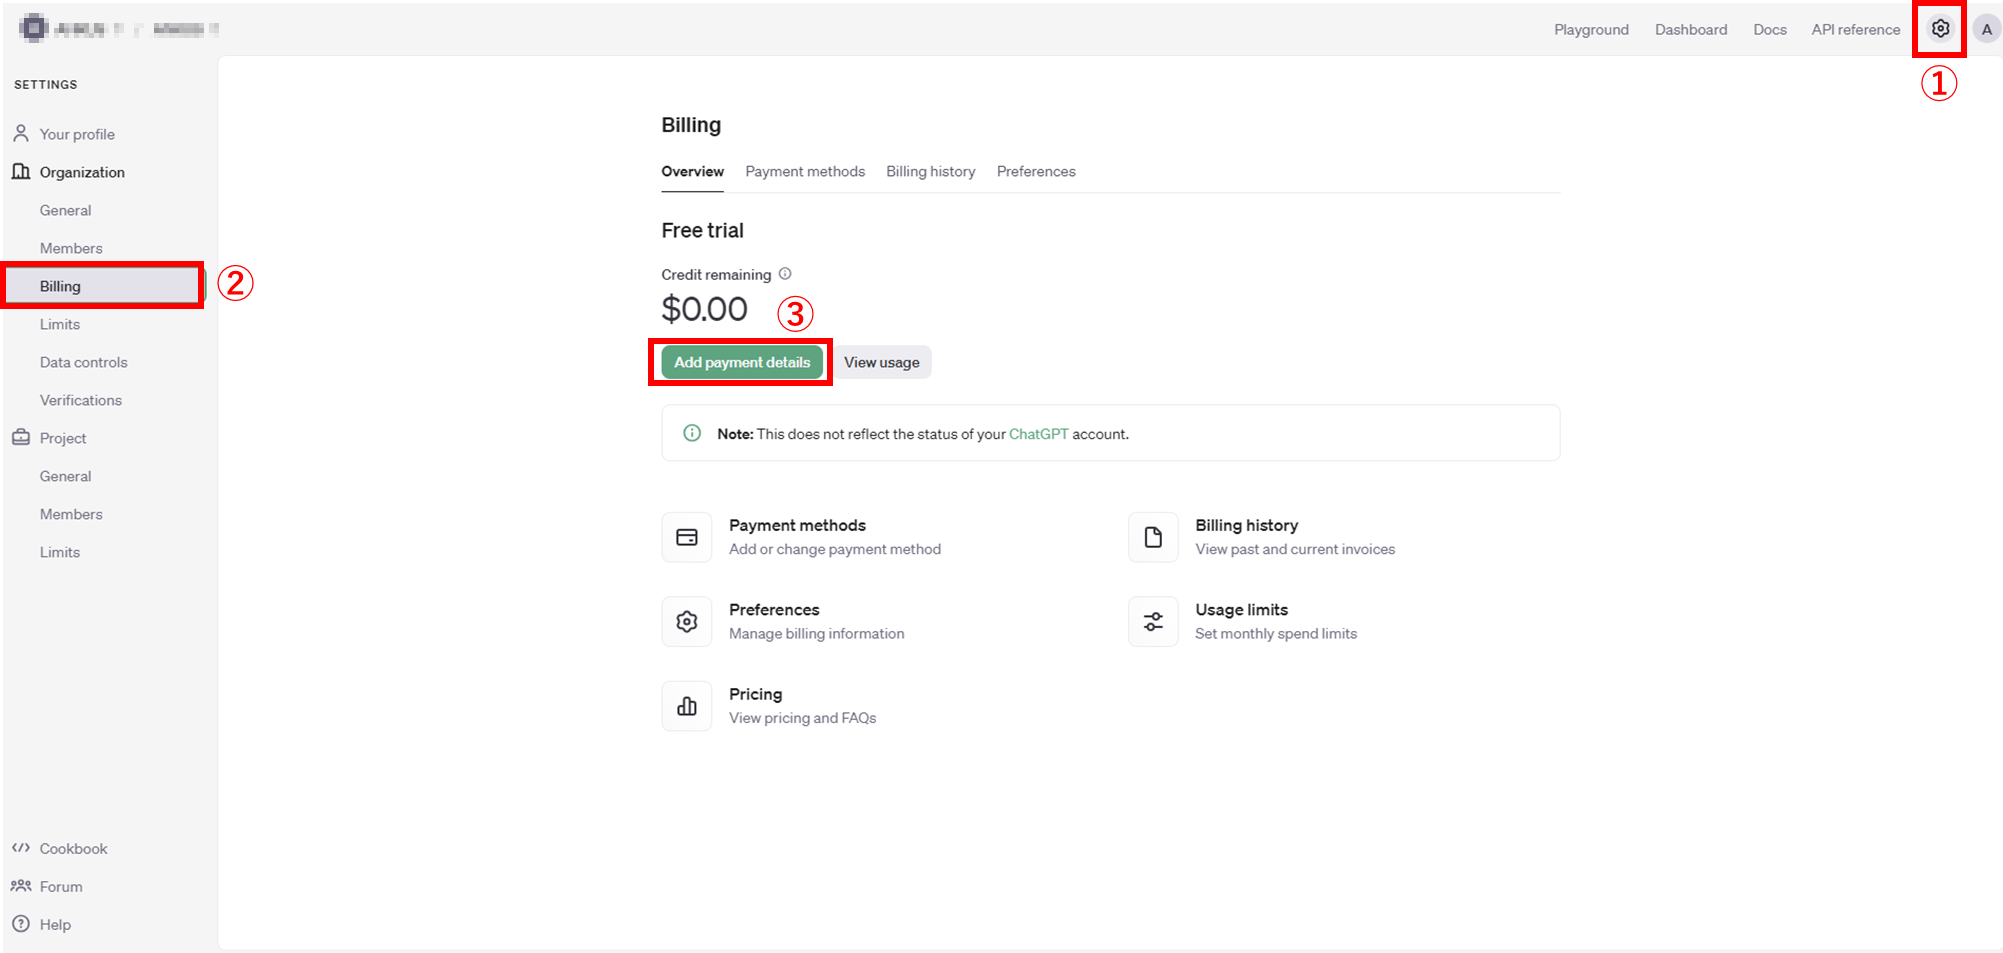 Playground Dashboard Docs API reference A
①
SETTINGS
Your profile
Organization
General
Members
Billing
②
Limits
Data controls
Verifications
Project
General
Members
Limits
Cookbook
Forum
Help
Billing
Overview Payment methods Billing history Preferences
Free trial
Credit remaining
$0.00
③
Add payment details View usage
Note: This does not reflect the status of your ChatGPT account.
Payment methods
Add or change payment method
Billing history
View past and current invoices
Preferences
Manage billing information
Usage limits
Set monthly spend limits
Pricing
View pricing and FAQs